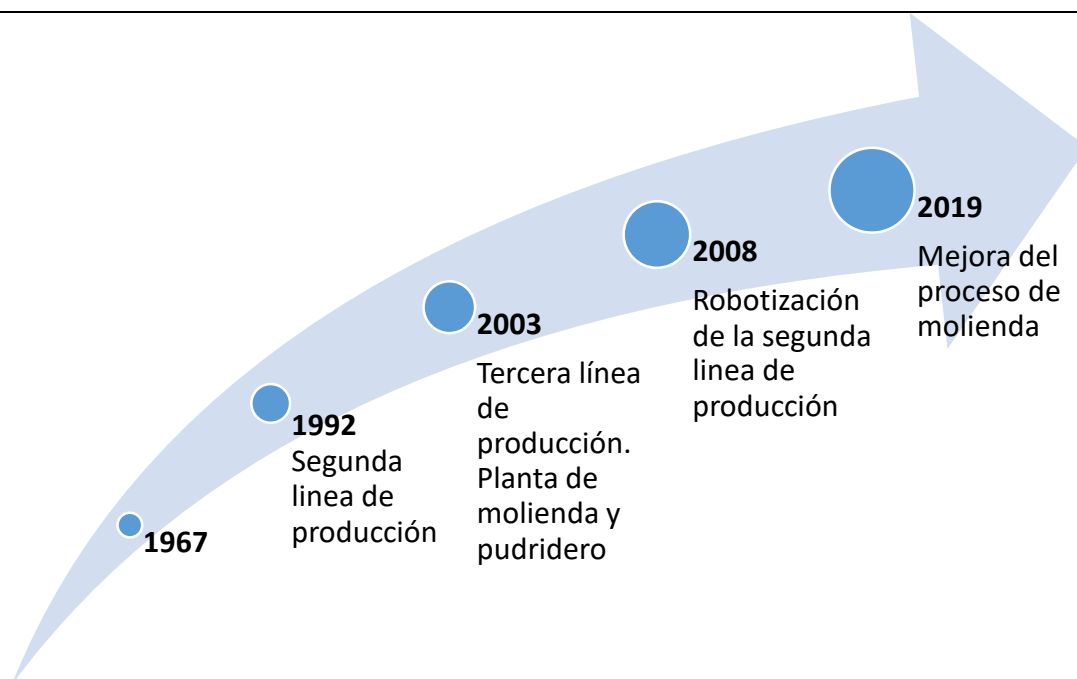 1967
1992
Segunda
linea de
producción
2003
Tercera línea
de
producción.
Planta de
molienda y
pudridero
2008
Robotización
de la segunda
linea de
producción
2019
Mejora del
proceso de
molienda